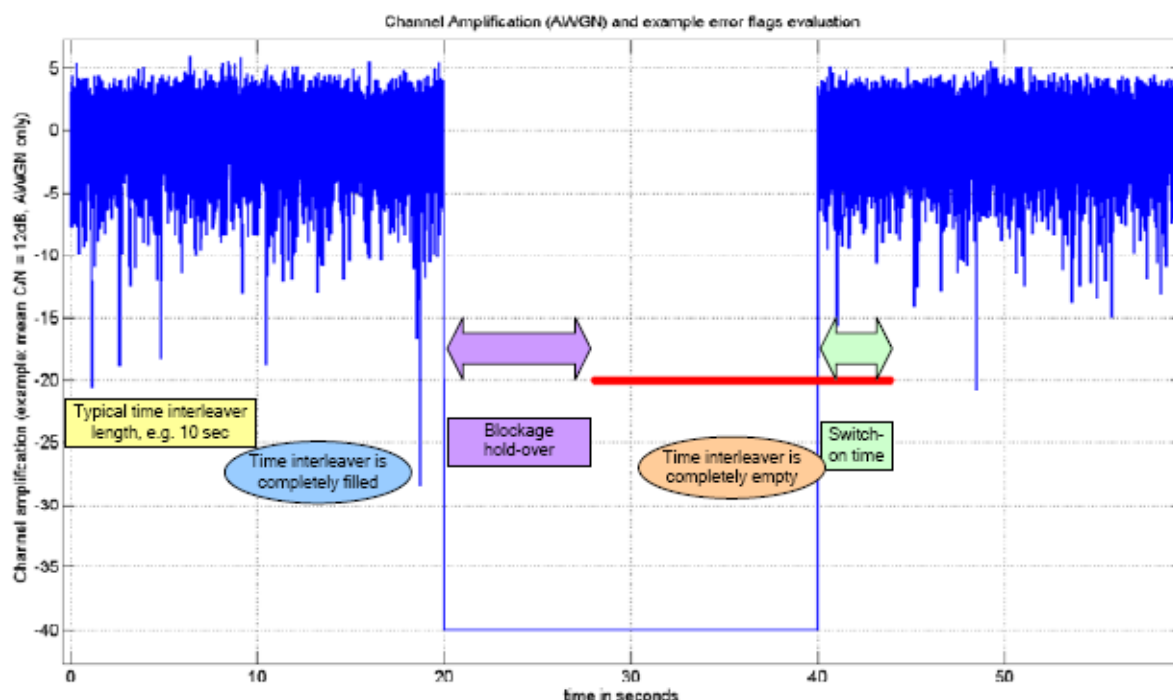 Channel Amplification (AWGN) and example error flags evaluation
Channel amplification (example: mean C/N = 12dB, AWGN only)
5
0
-5
-10
-15
-20
-25
-30
-35
-40
Typical time interleaver
length, e.g. 10 sec
Time interleaver is
completely filled
Blockage
hold-over
Time interleaver is
completely empty
Switch-
on time
0
10
20
30
40
50
time in seconds